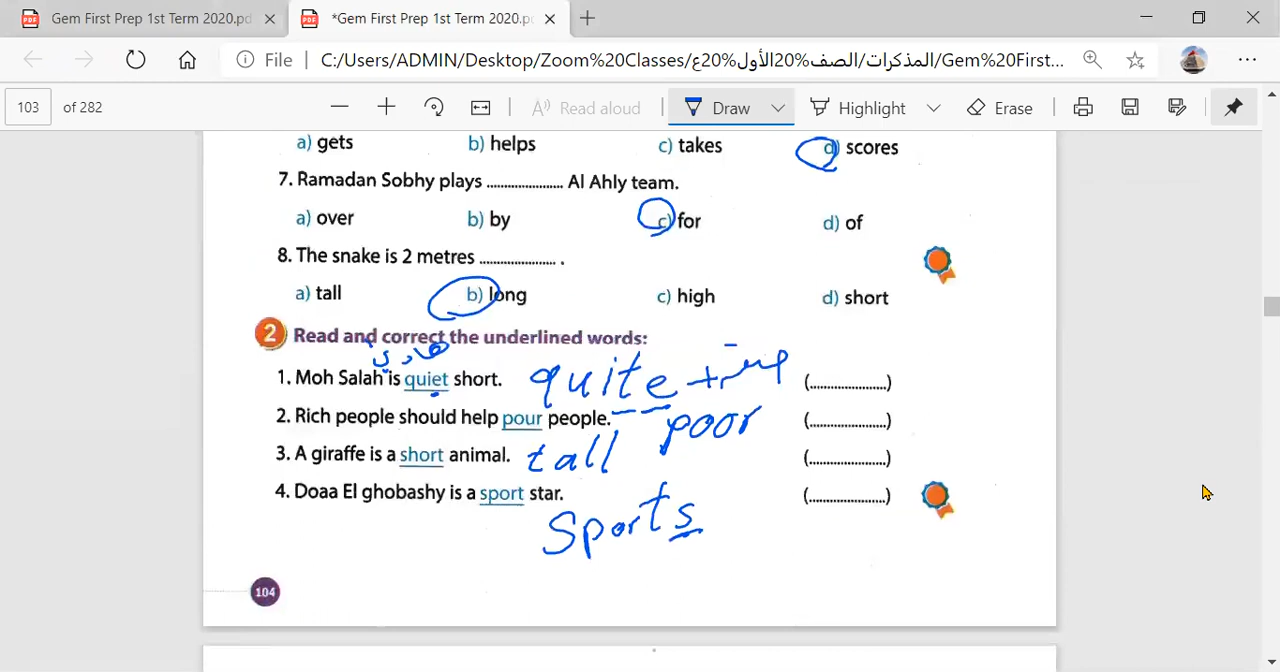 Gem First Prep 1st Term 2020.pd
*Gem First Prep 1st Term 2020.pd
File
C:/Users/ADMIN/Desktop/Zoom%20Classes/المذكرات/الصف%20الأول%20ع/Gem%20First...
103 of 282
Read aloud
Draw
Highlight
Erase
a) gets b) helps c) takes d) scores
7. Ramadan Sobhy plays ..................... Al Ahly team.
a) over b) by c) for d) of
8. The snake is 2 metres ..................... .
a) tall b) long c) high d) short
2 Read and correct the underlined words:
هادئ
1. Moh Salah is quiet short. quite (.....................)
2. Rich people should help pour people. poor (.....................)
3. A giraffe is a short animal. tall (.....................)
4. Doaa El ghobashy is a sport star. (.....................)
Sports
104